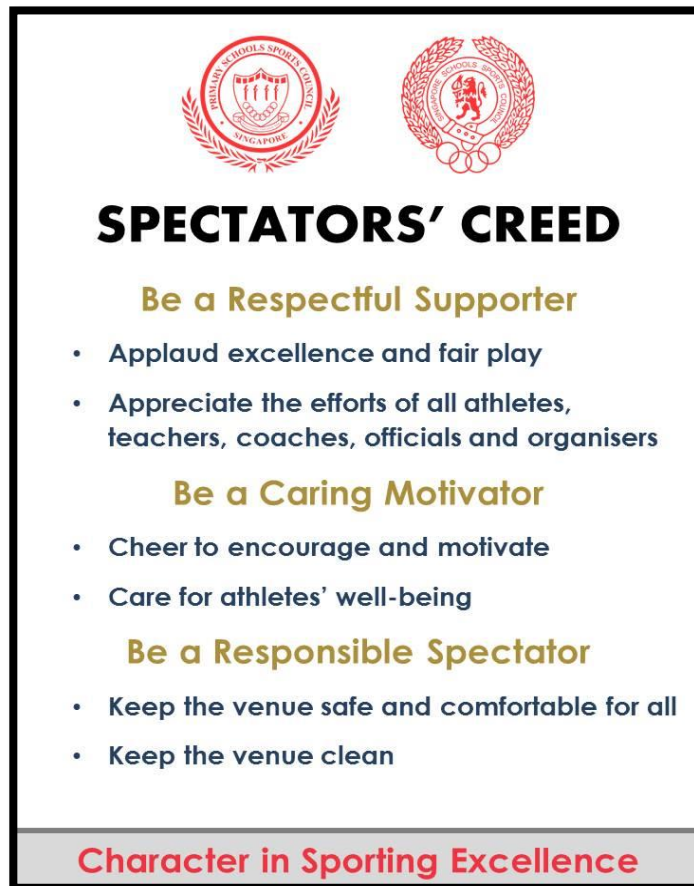 PRIMARY SCHOOLS SPORTS COUNCIL
SINGAPORE
SINGAPORE SCHOOLS SPORTS COUNCIL
SPECTATORS’ CREED
Be a Respectful Supporter
• Applaud excellence and fair play
• Appreciate the efforts of all athletes,
teachers, coaches, officials and organisers
Be a Caring Motivator
• Cheer to encourage and motivate
• Care for athletes’ well-being
Be a Responsible Spectator
• Keep the venue safe and comfortable for all
• Keep the venue clean
Character in Sporting Excellence